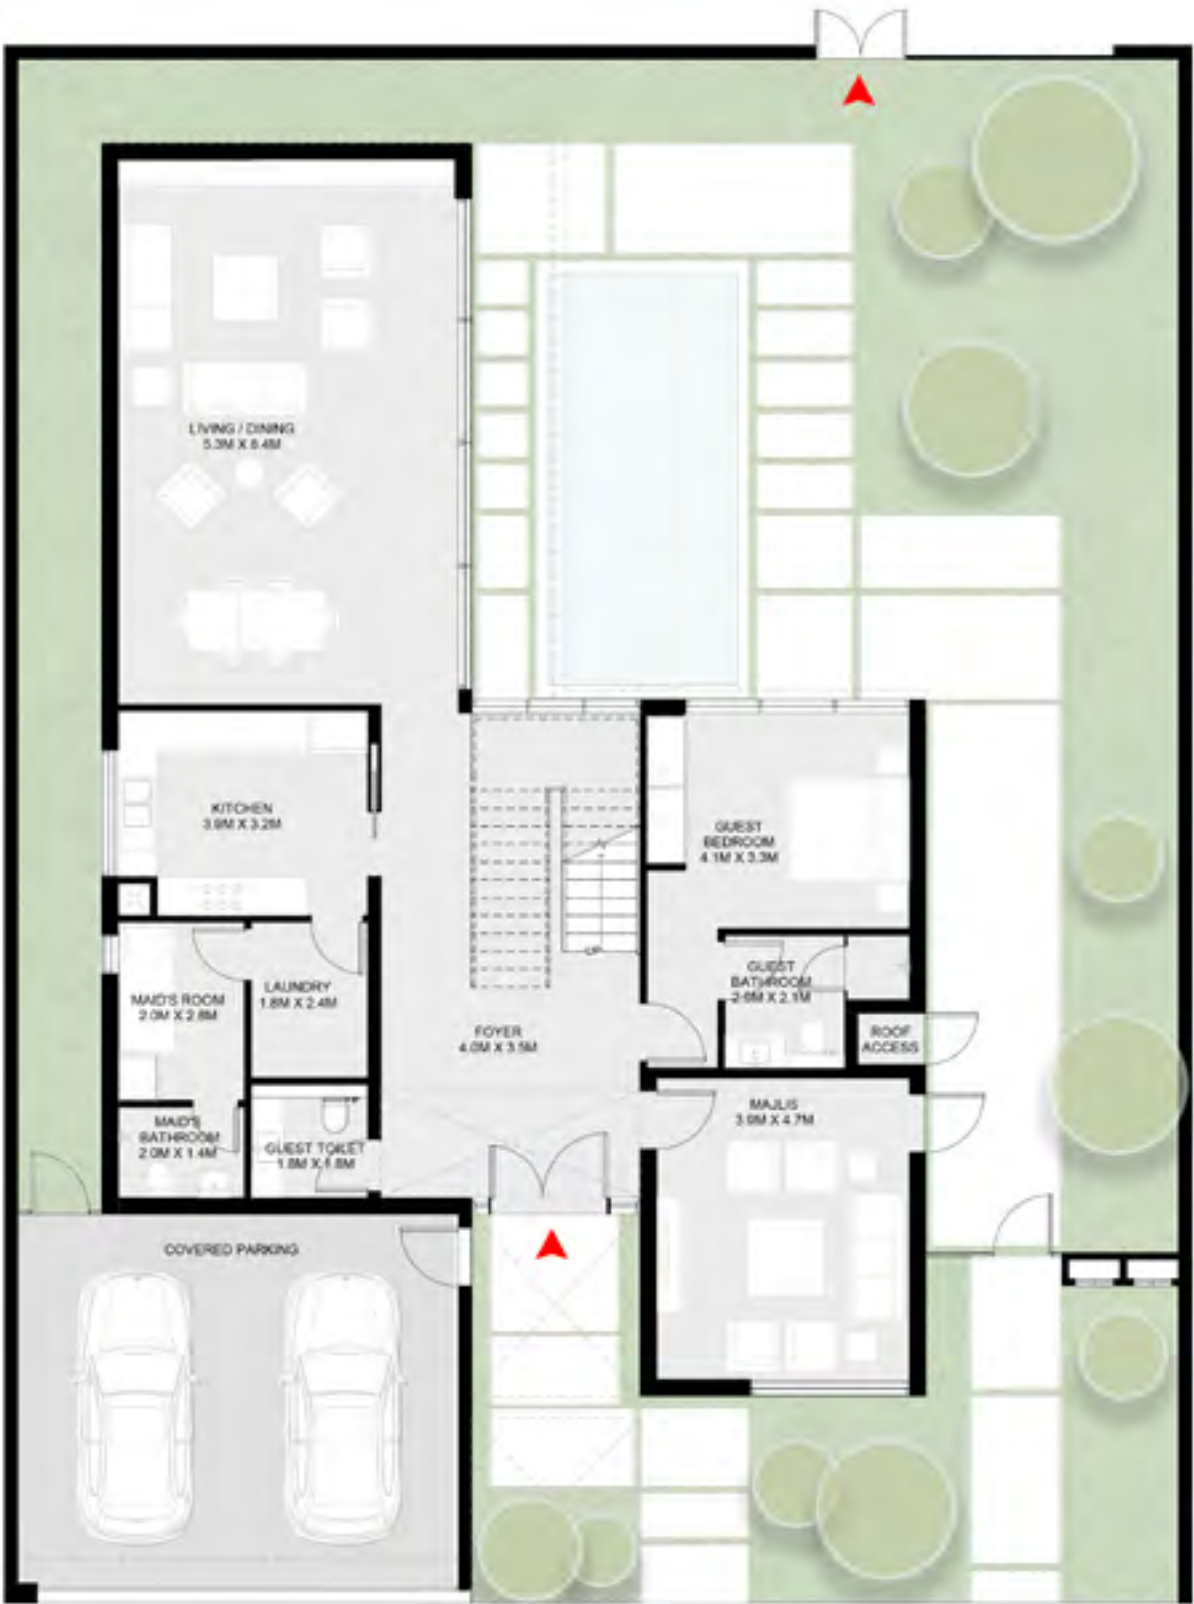 LIVING / DINING
5.3M X 8.4M
KITCHEN
3.9M X 3.2M
GUEST
BEDROOM
4.1M X 3.3M
UP
MAID'S ROOM
2.0M X 2.8M
LAUNDRY
1.8M X 2.4M
GUEST
BATHROOM
2.6M X 2.1M
FOYER
4.0M X 3.5M
ROOF
ACCESS
MAID'S
BATHROOM
2.0M X 1.4M
GUEST TOILET
1.8M X 1.8M
MAJLIS
3.9M X 4.7M
COVERED PARKING